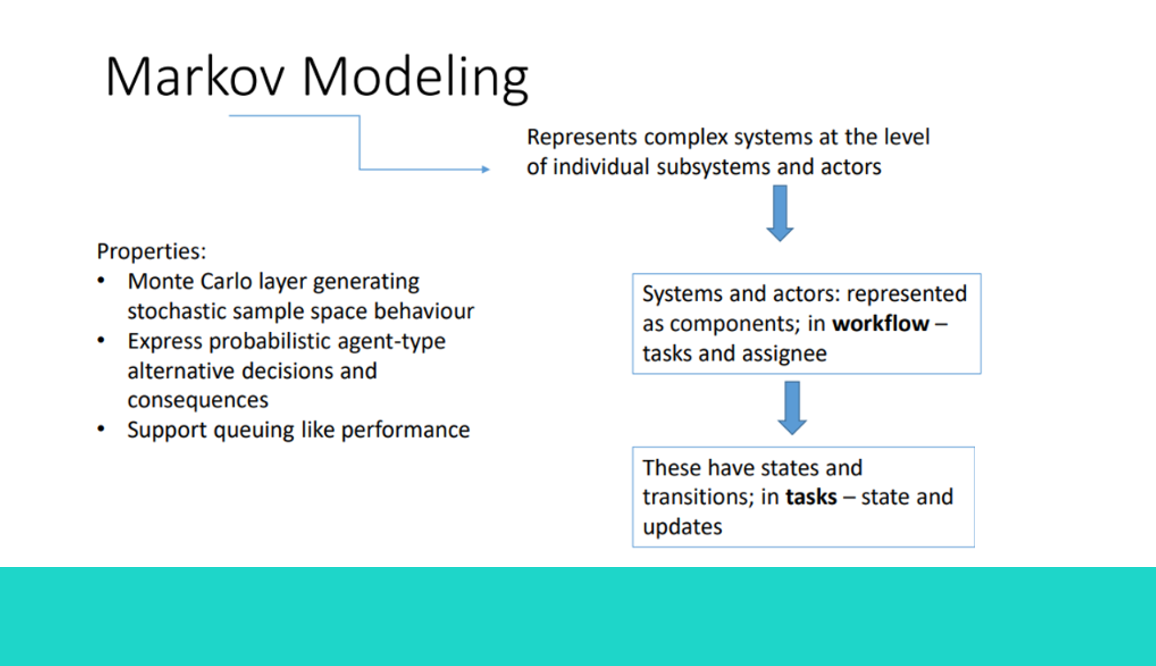 Markov Modeling
Represents complex systems at the level
of individual subsystems and actors
Properties:
• Monte Carlo layer generating
stochastic sample space behaviour
• Express probabilistic agent-type
alternative decisions and
consequences
• Support queuing like performance
Systems and actors: represented
as components; in workflow –
tasks and assignee
These have states and
transitions; in tasks – state and
updates